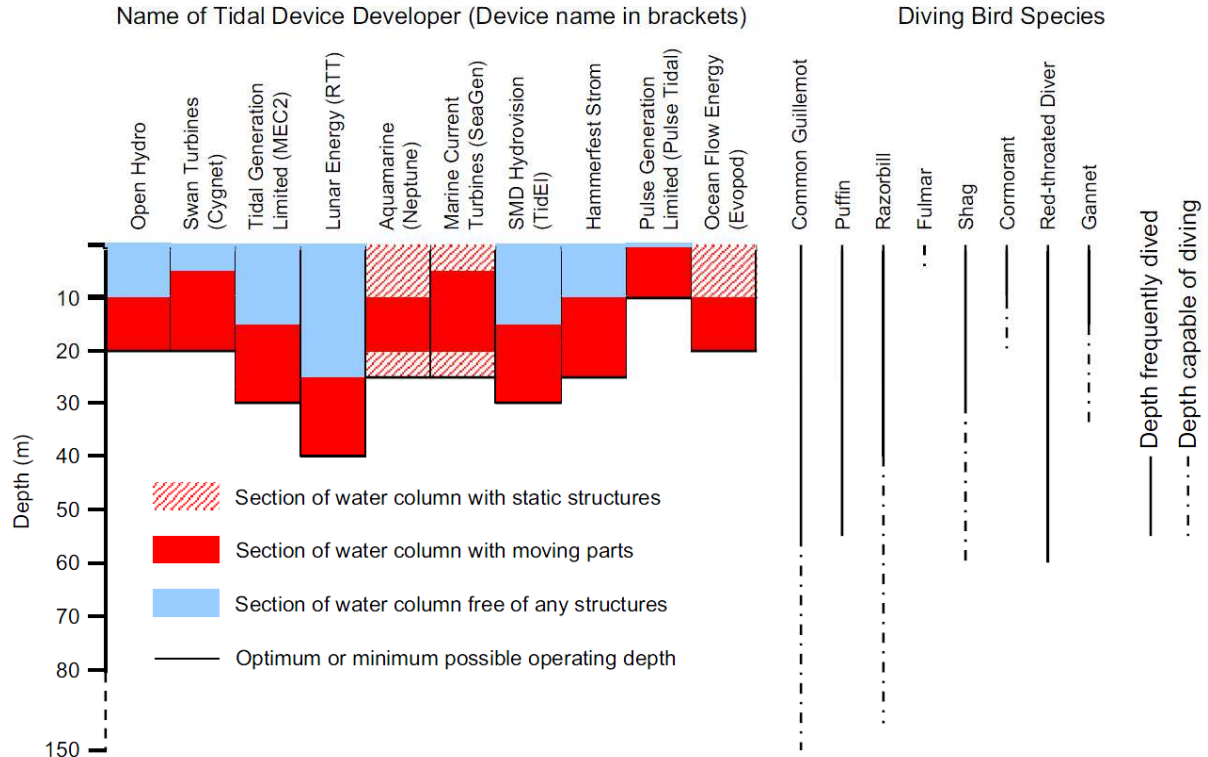 Name of Tidal Device Developer (Device name in brackets)
Diving Bird Species
Open Hydro
Swan Turbines
(Cygnet)
Tidal Generation
Limited (MEC2)
Lunar Energy (RTT)
Aquamarine
(Neptune)
Marine Current
Turbines (SeaGen)
SMD Hydrovision
(TidEl)
Hammerfest Strom
Pulse Generation
Limited (Pulse Tidal)
Ocean Flow Energy
(Evopod)
Common Guillemot
Puffin
Razorbill
Fulmar
Shag
Cormorant
Red-throated Diver
Gannet
Depth frequently dived
Depth capable of diving
Depth (m)
10
20
30
40
50
60
70
80
150
Section of water column with static structures
Section of water column with moving parts
Section of water column free of any structures
Optimum or minimum possible operating depth